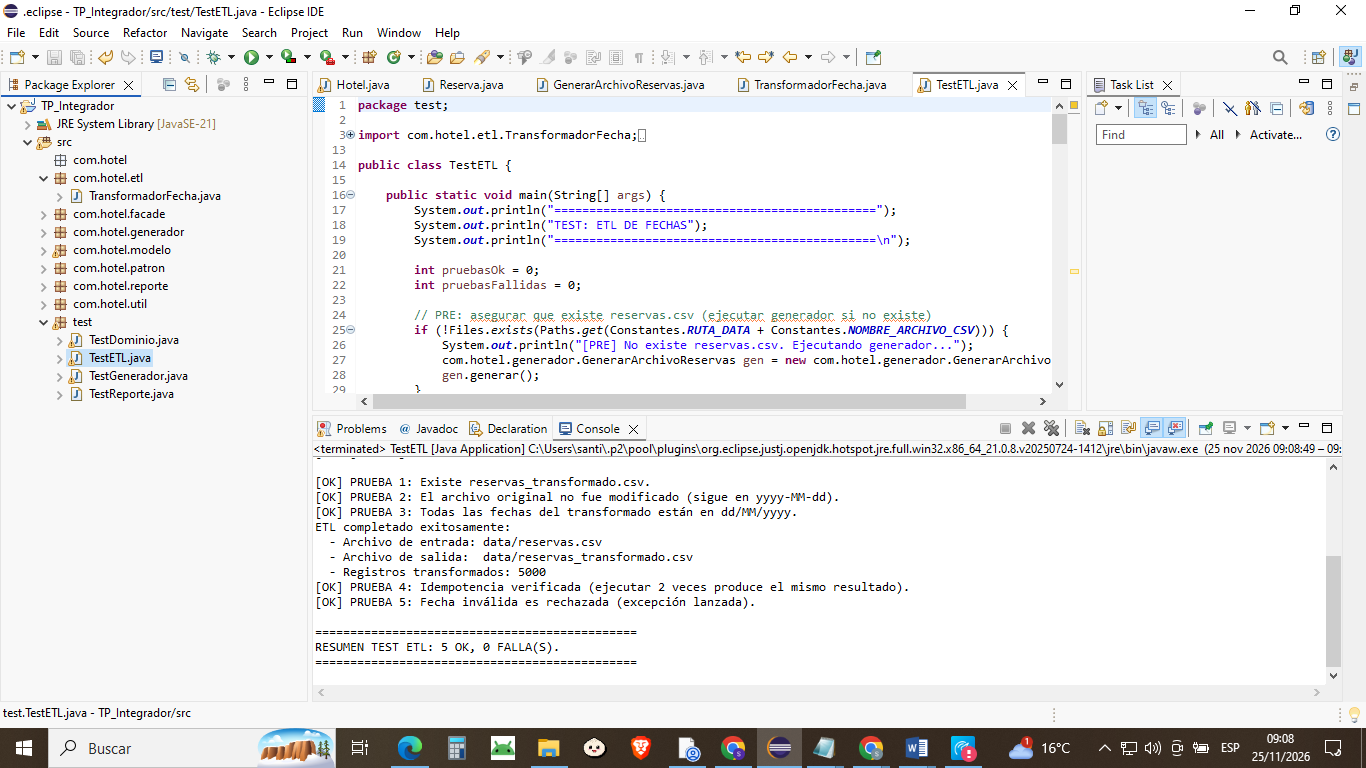 .eclipse - TP_Integrador/src/test/TestETL.java - Eclipse IDE
File Edit Source Refactor Navigate Search Project Run Window Help
Package Explorer
TP_Integrador
JRE System Library [JavaSE-21]
src
com.hotel
com.hotel.etl
TransformadorFecha.java
com.hotel.facade
com.hotel.generador
com.hotel.modelo
com.hotel.patron
com.hotel.reporte
com.hotel.util
test
TestDominio.java
TestETL.java
TestGenerador.java
TestReporte.java
Hotel.java Reserva.java GenerarArchivoReservas.java TransformadorFecha.java TestETL.java
1 package test;
2
3 import com.hotel.etl.TransformadorFecha;
13
14 public class TestETL {
15
16 public static void main(String[] args) {
17 System.out.println("==============================================");
18 System.out.println("TEST: ETL DE FECHAS");
19 System.out.println("==============================================\n");
20
21 int pruebasOk = 0;
22 int pruebasFallidas = 0;
23
24 // PRE: asegurar que existe reservas.csv (ejecutar generador si no existe)
25 if (!Files.exists(Paths.get(Constantes.RUTA_DATA + Constantes.NOMBRE_ARCHIVO_CSV))) {
26 System.out.println("[PRE] No existe reservas.csv. Ejecutando generador...");
27 com.hotel.generador.GenerarArchivoReservas gen = new com.hotel.generador.GenerarArchivo
28 gen.generar();
29 }
Task List
Find All Activate...
Problems Javadoc Declaration Console
<terminated> TestETL [Java Application] C:\Users\santi\.p2\pool\plugins\org.eclipse.justj.openjdk.hotspot.jre.full.win32.x86_64_21.0.8.v20250724-1412\jre\bin\javaw.exe (25 nov 2026 09:08:49 – 09:
[OK] PRUEBA 1: Existe reservas_transformado.csv.
[OK] PRUEBA 2: El archivo original no fue modificado (sigue en yyyy-MM-dd).
[OK] PRUEBA 3: Todas las fechas del transformado están en dd/MM/yyyy.
ETL completado exitosamente:
- Archivo de entrada: data/reservas.csv
- Archivo de salida: data/reservas_transformado.csv
- Registros transformados: 5000
[OK] PRUEBA 4: Idempotencia verificada (ejecutar 2 veces produce el mismo resultado).
[OK] PRUEBA 5: Fecha inválida es rechazada (excepción lanzada).
==============================================
RESUMEN TEST ETL: 5 OK, 0 FALLA(S).
==============================================
test.TestETL.java - TP_Integrador/src
Buscar
16°C
ESP
09:08
25/11/2026